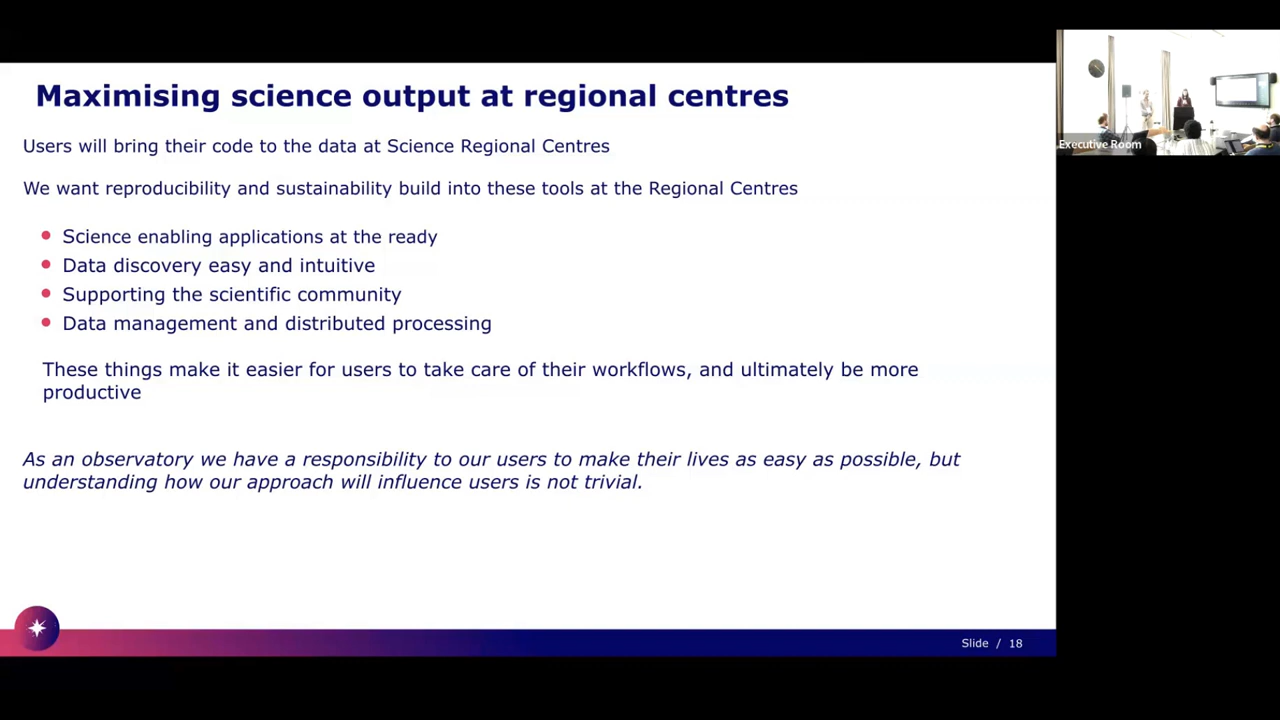 Maximising science output at regional centres
Users will bring their code to the data at Science Regional Centres
We want reproducibility and sustainability build into these tools at the Regional Centres
Science enabling applications at the ready
Data discovery easy and intuitive
Supporting the scientific community
Data management and distributed processing
These things make it easier for users to take care of their workflows, and ultimately be more
productive
As an observatory we have a responsibility to our users to make their lives as easy as possible, but
understanding how our approach will influence users is not trivial.
Slide / 18
Executive Room